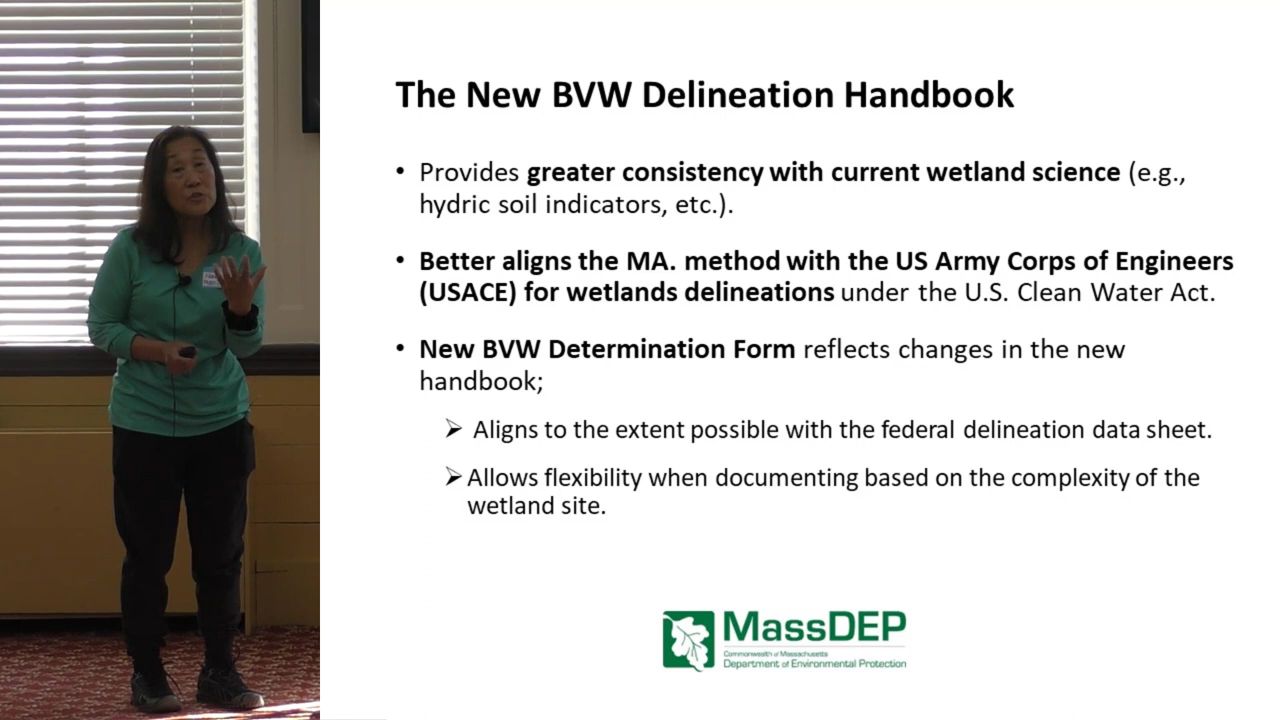 The New BVW Delineation Handbook
• Provides greater consistency with current wetland science (e.g.,
hydric soil indicators, etc.).
• Better aligns the MA. method with the US Army Corps of Engineers
(USACE) for wetlands delineations under the U.S. Clean Water Act.
• New BVW Determination Form reflects changes in the new
handbook;
➢ Aligns to the extent possible with the federal delineation data sheet.
➢ Allows flexibility when documenting based on the complexity of the
wetland site.
MassDEP
Commonwealth of Massachusetts
Department of Environmental Protection